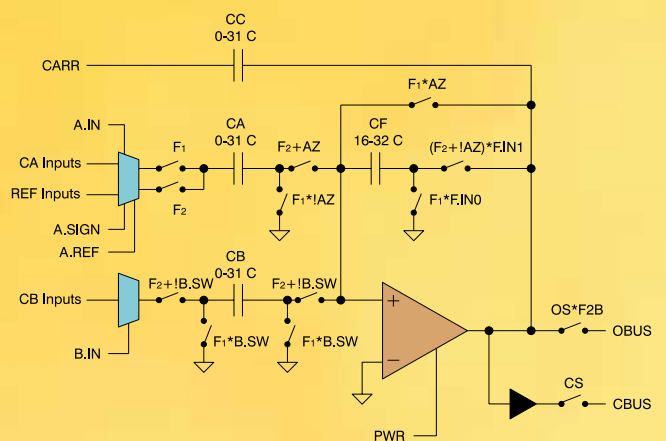 CC
0-31 C
CARR
F₁*AZ
A.IN
CA
0-31 C
F₂+AZ
CF
16-32 C
(F₂+!AZ)*F.IN1
F₁
CA Inputs
REF Inputs
F₂
F₁*!AZ
F₁*F.IN0
A.SIGN
A.REF
CB
0-31 C
F₂+!B.SW
F₂+!B.SW
CB Inputs
+
OS*F2B
OBUS
F₁*B.SW
F₁*B.SW
B.IN
−
CS
CBUS
PWR